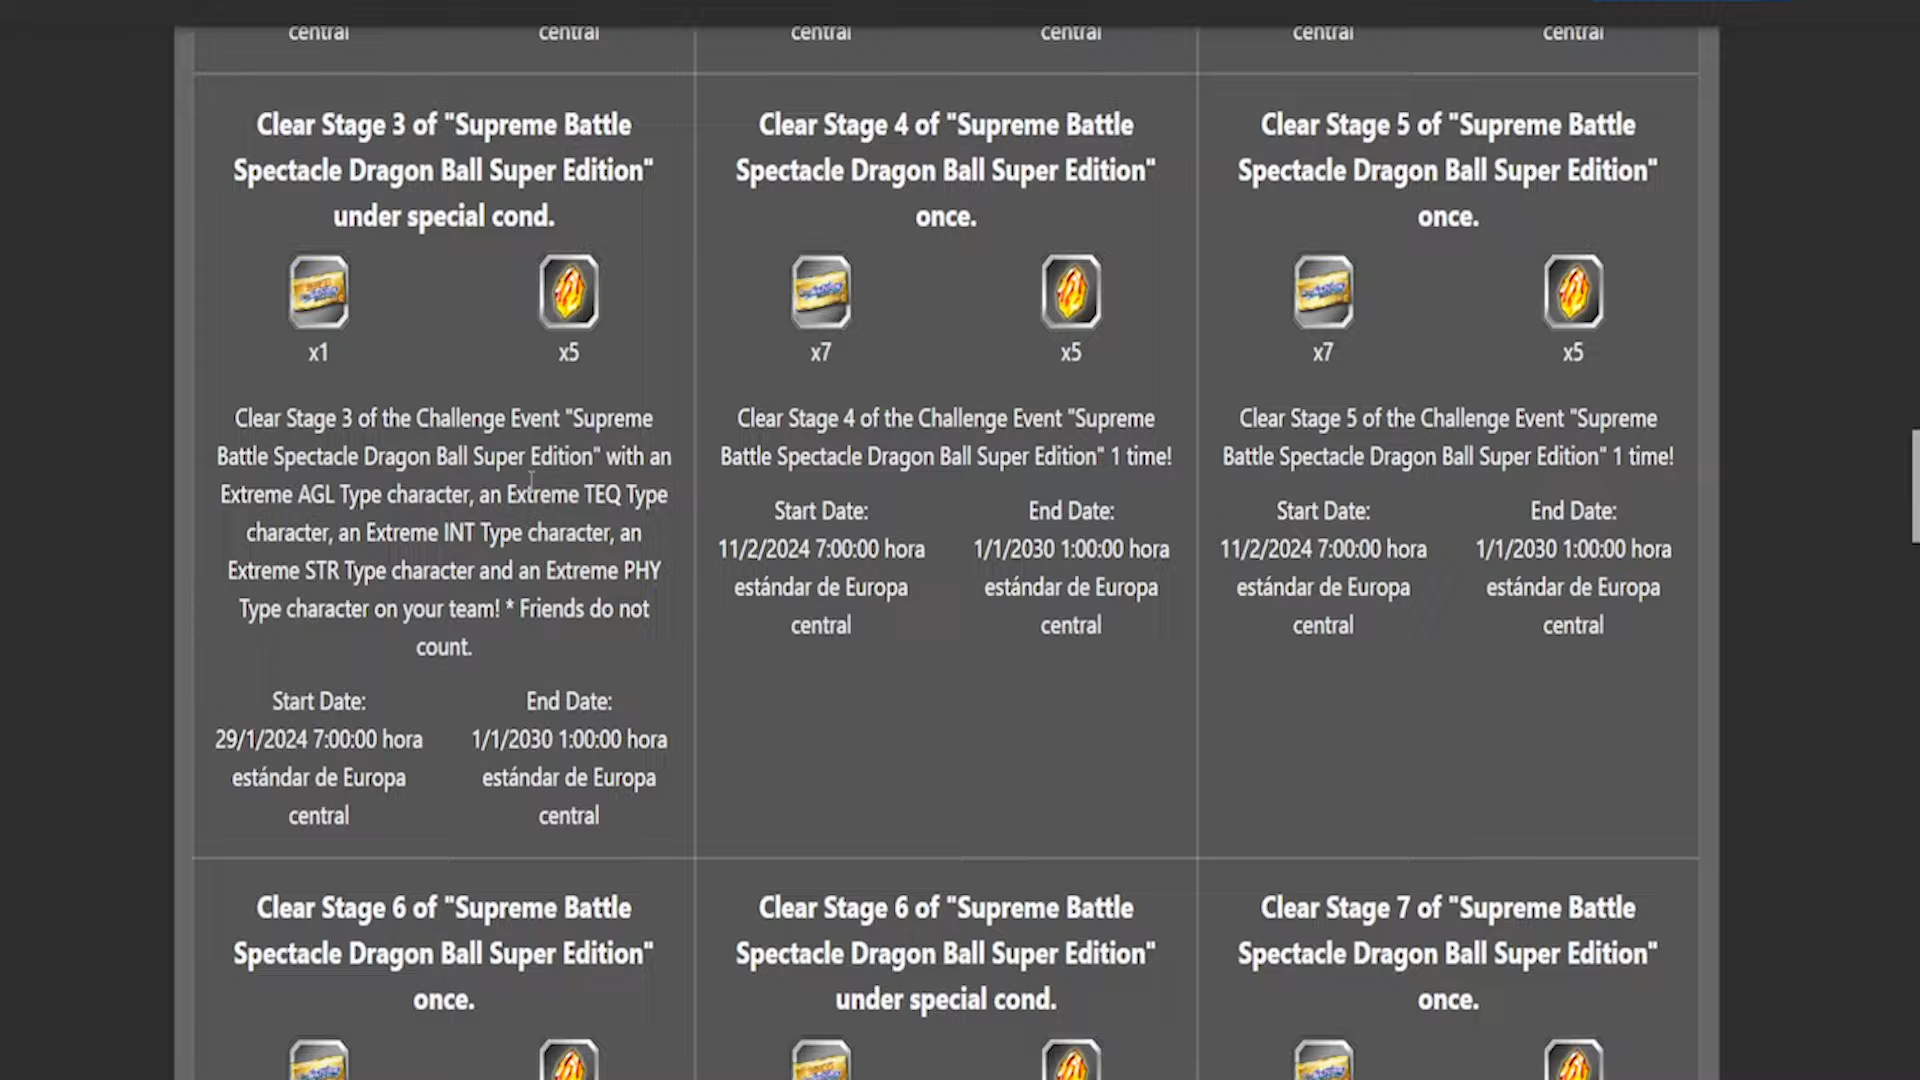 central central central central central central
Clear Stage 3 of "Supreme Battle
Spectacle Dragon Ball Super Edition"
under special cond.
x1 x5
Clear Stage 3 of the Challenge Event "Supreme
Battle Spectacle Dragon Ball Super Edition" with an
Extreme AGL Type character, an Extreme TEQ Type
character, an Extreme INT Type character, an
Extreme STR Type character and an Extreme PHY
Type character on your team! * Friends do not
count.
Start Date:
29/1/2024 7:00:00 hora
estándar de Europa
central
End Date:
1/1/2030 1:00:00 hora
estándar de Europa
central
Clear Stage 4 of "Supreme Battle
Spectacle Dragon Ball Super Edition"
once.
x7 x5
Clear Stage 4 of the Challenge Event "Supreme
Battle Spectacle Dragon Ball Super Edition" 1 time!
Start Date:
11/2/2024 7:00:00 hora
estándar de Europa
central
End Date:
1/1/2030 1:00:00 hora
estándar de Europa
central
Clear Stage 5 of "Supreme Battle
Spectacle Dragon Ball Super Edition"
once.
x7 x5
Clear Stage 5 of the Challenge Event "Supreme
Battle Spectacle Dragon Ball Super Edition" 1 time!
Start Date:
11/2/2024 7:00:00 hora
estándar de Europa
central
End Date:
1/1/2030 1:00:00 hora
estándar de Europa
central
Clear Stage 6 of "Supreme Battle
Spectacle Dragon Ball Super Edition"
once.
Clear Stage 6 of "Supreme Battle
Spectacle Dragon Ball Super Edition"
under special cond.
Clear Stage 7 of "Supreme Battle
Spectacle Dragon Ball Super Edition"
once.